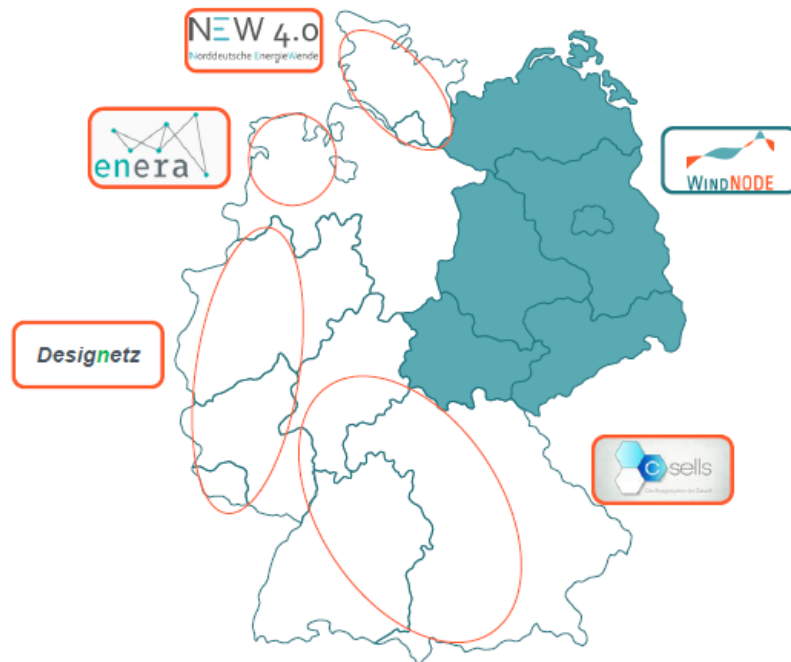 NEW 4.0
Norddeutsche EnergieWende
enera
WINDNODE
Designetz
C sells